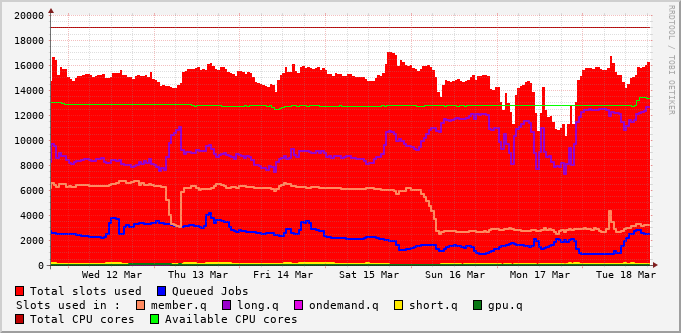 20000
18000
16000
14000
12000
10000
8000
6000
4000
2000
0
Wed 12 Mar Thu 13 Mar Fri 14 Mar Sat 15 Mar Sun 16 Mar Mon 17 Mar Tue 18 Mar
RRDTOOL / TOBI OETIKER
Total slots used Queued Jobs
Slots used in : member.q long.q ondemand.q short.q gpu.q
Total CPU cores Available CPU cores